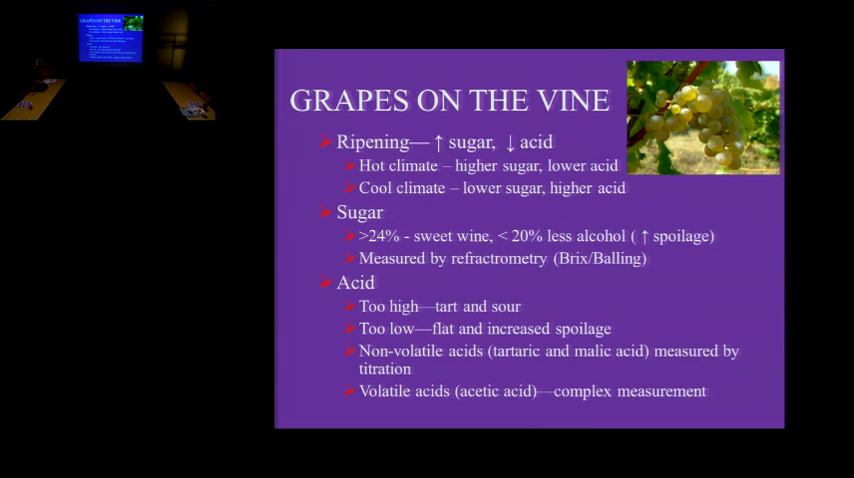 GRAPES ON THE VINE
Ripening— ↑ sugar, ↓ acid
Hot climate – higher sugar, lower acid
Cool climate – lower sugar, higher acid
Sugar
>24% - sweet wine, < 20% less alcohol ( ↑ spoilage)
Measured by refractrometry (Brix/Balling)
Acid
Too high—tart and sour
Too low—flat and increased spoilage
Non-volatile acids (tartaric and malic acid) measured by
titration
Volatile acids (acetic acid)—complex measurement
GRAPES ON THE VINE